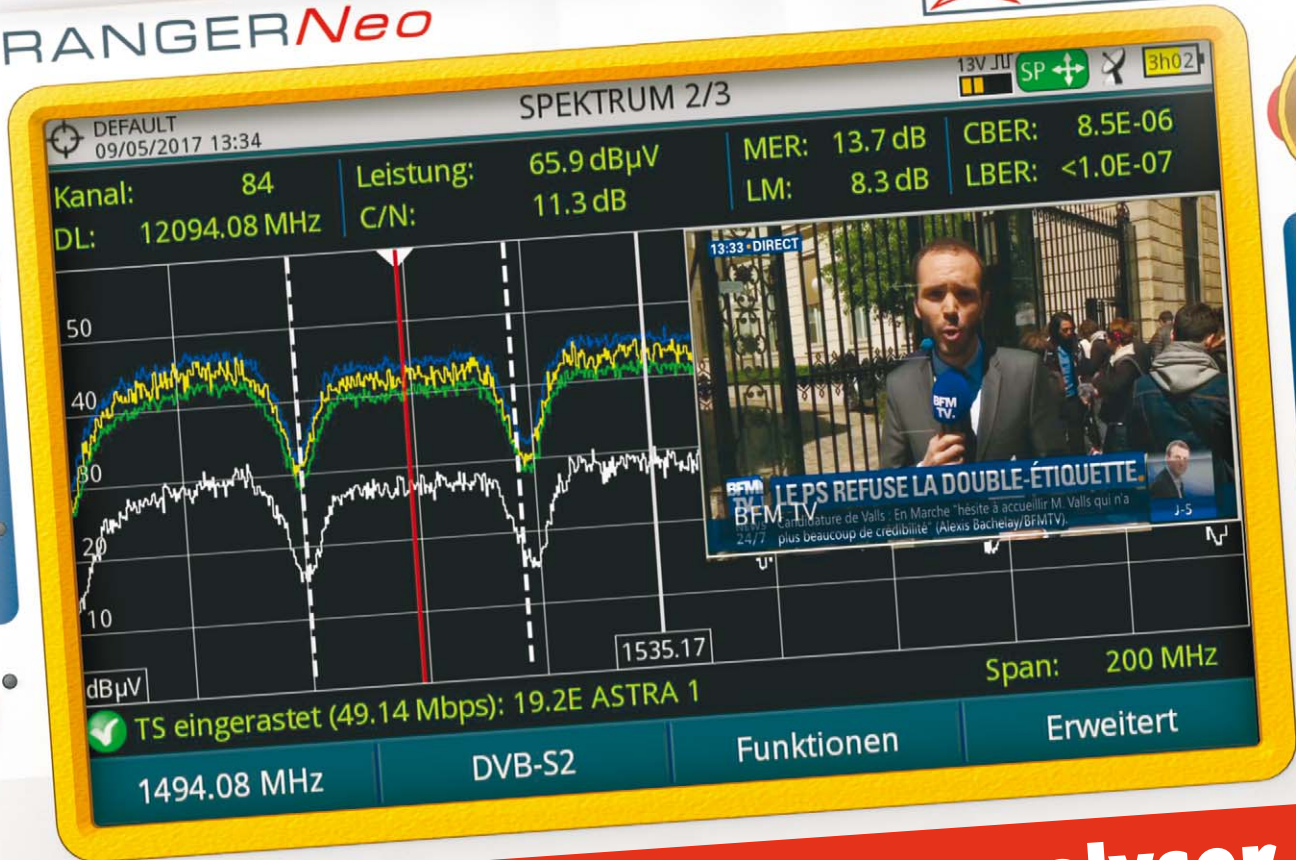 RANGERNeo
SPEKTRUM 2/3
DEFAULT
09/05/2017 13:34
13V
SP
3h02
Kanal: 84
DL: 12094.08 MHz
Leistung: 65.9 dBµV
C/N: 11.3 dB
MER: 13.7 dB
LM: 8.3 dB
CBER: 8.5E-06
LBER: <1.0E-07
50
40
30
20
10
dBµV
1535.17
13:33 DIRECT
BFM
TV.
BFM
TV
LE PS REFUSE LA DOUBLE-ÉTIQUETTE
BFM TV
NEWS
24/7
Candidature de Valls : En Marche "hésite à accueillir M. Valls qui n'a
plus beaucoup de crédibilité" (Alexis Bachelay/BFMTV).
J-5
Span: 200 MHz
TS eingerastet (49.14 Mbps): 19.2E ASTRA 1
1494.08 MHz
DVB-S2
Funktionen
Erweitert